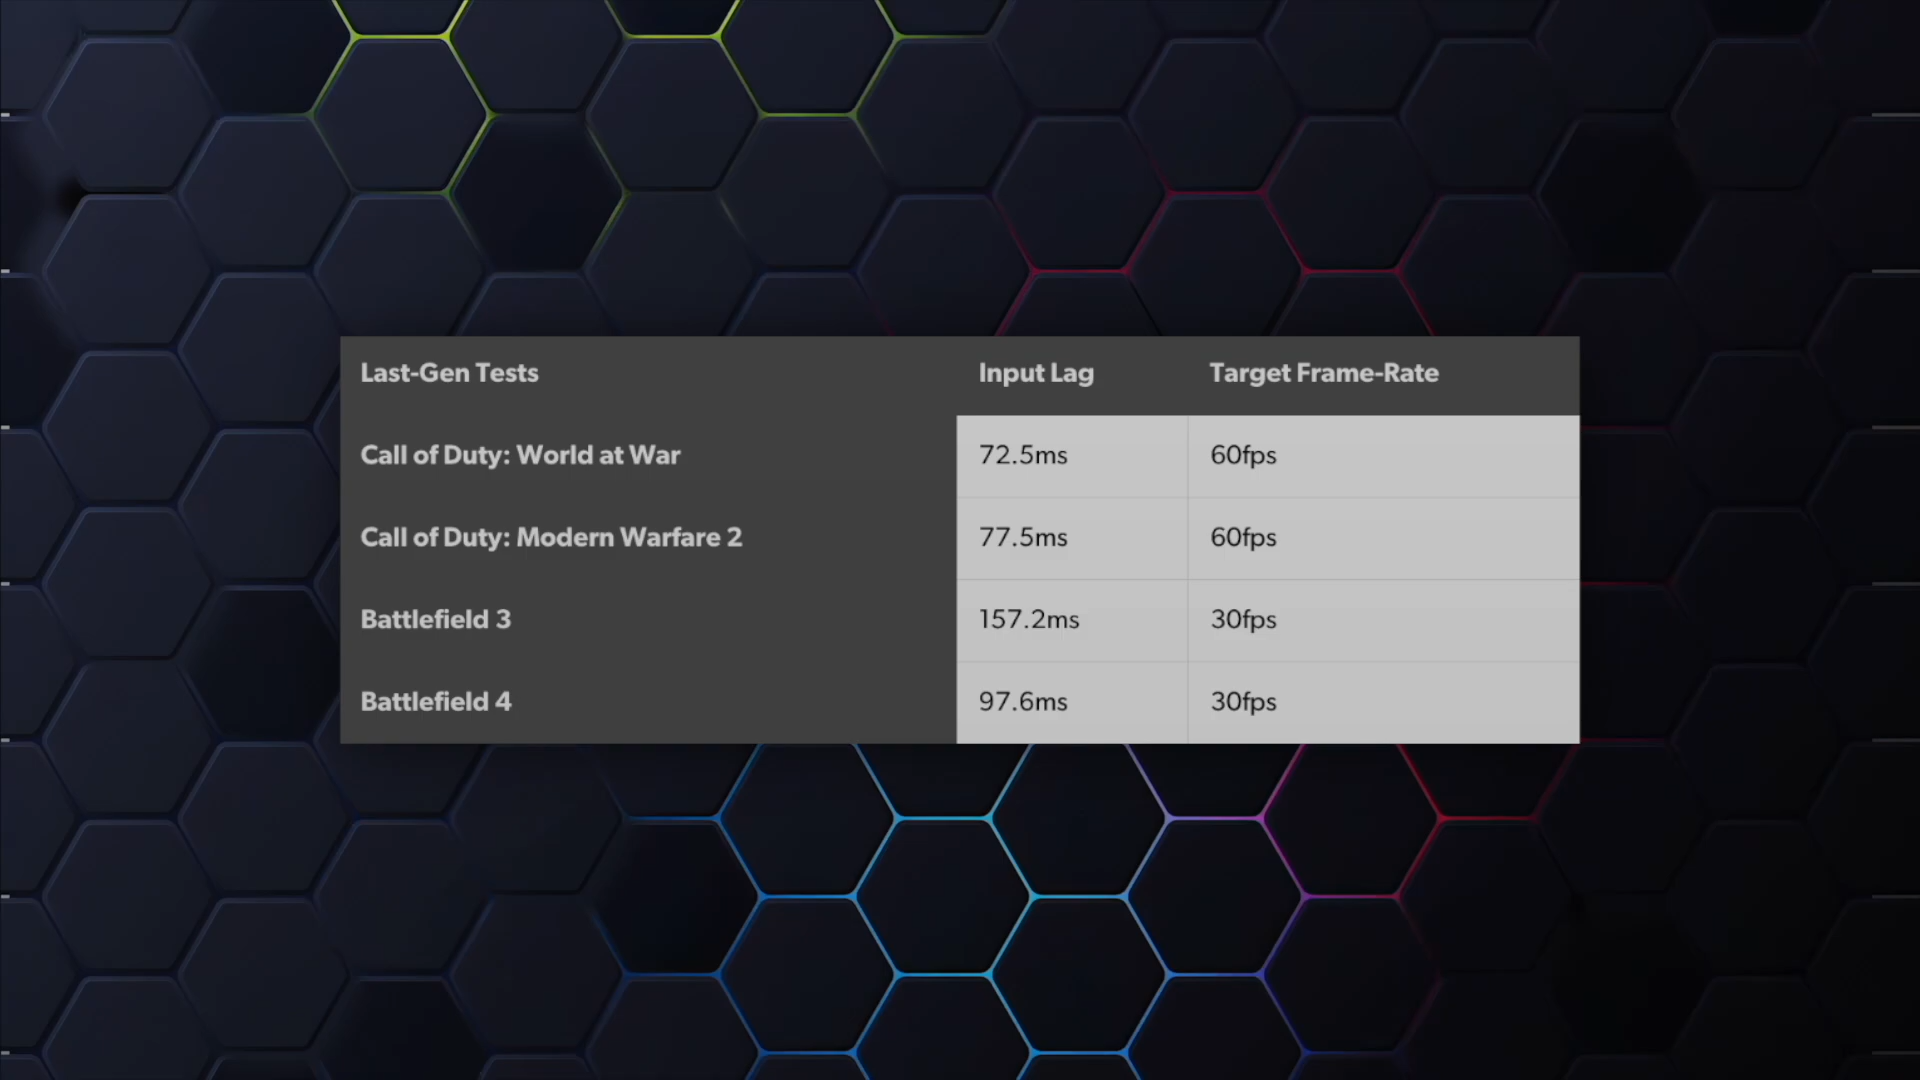 Last-Gen Tests Input Lag Target Frame-Rate
Call of Duty: World at War 72.5ms 60fps
Call of Duty: Modern Warfare 2 77.5ms 60fps
Battlefield 3 157.2ms 30fps
Battlefield 4 97.6ms 30fps